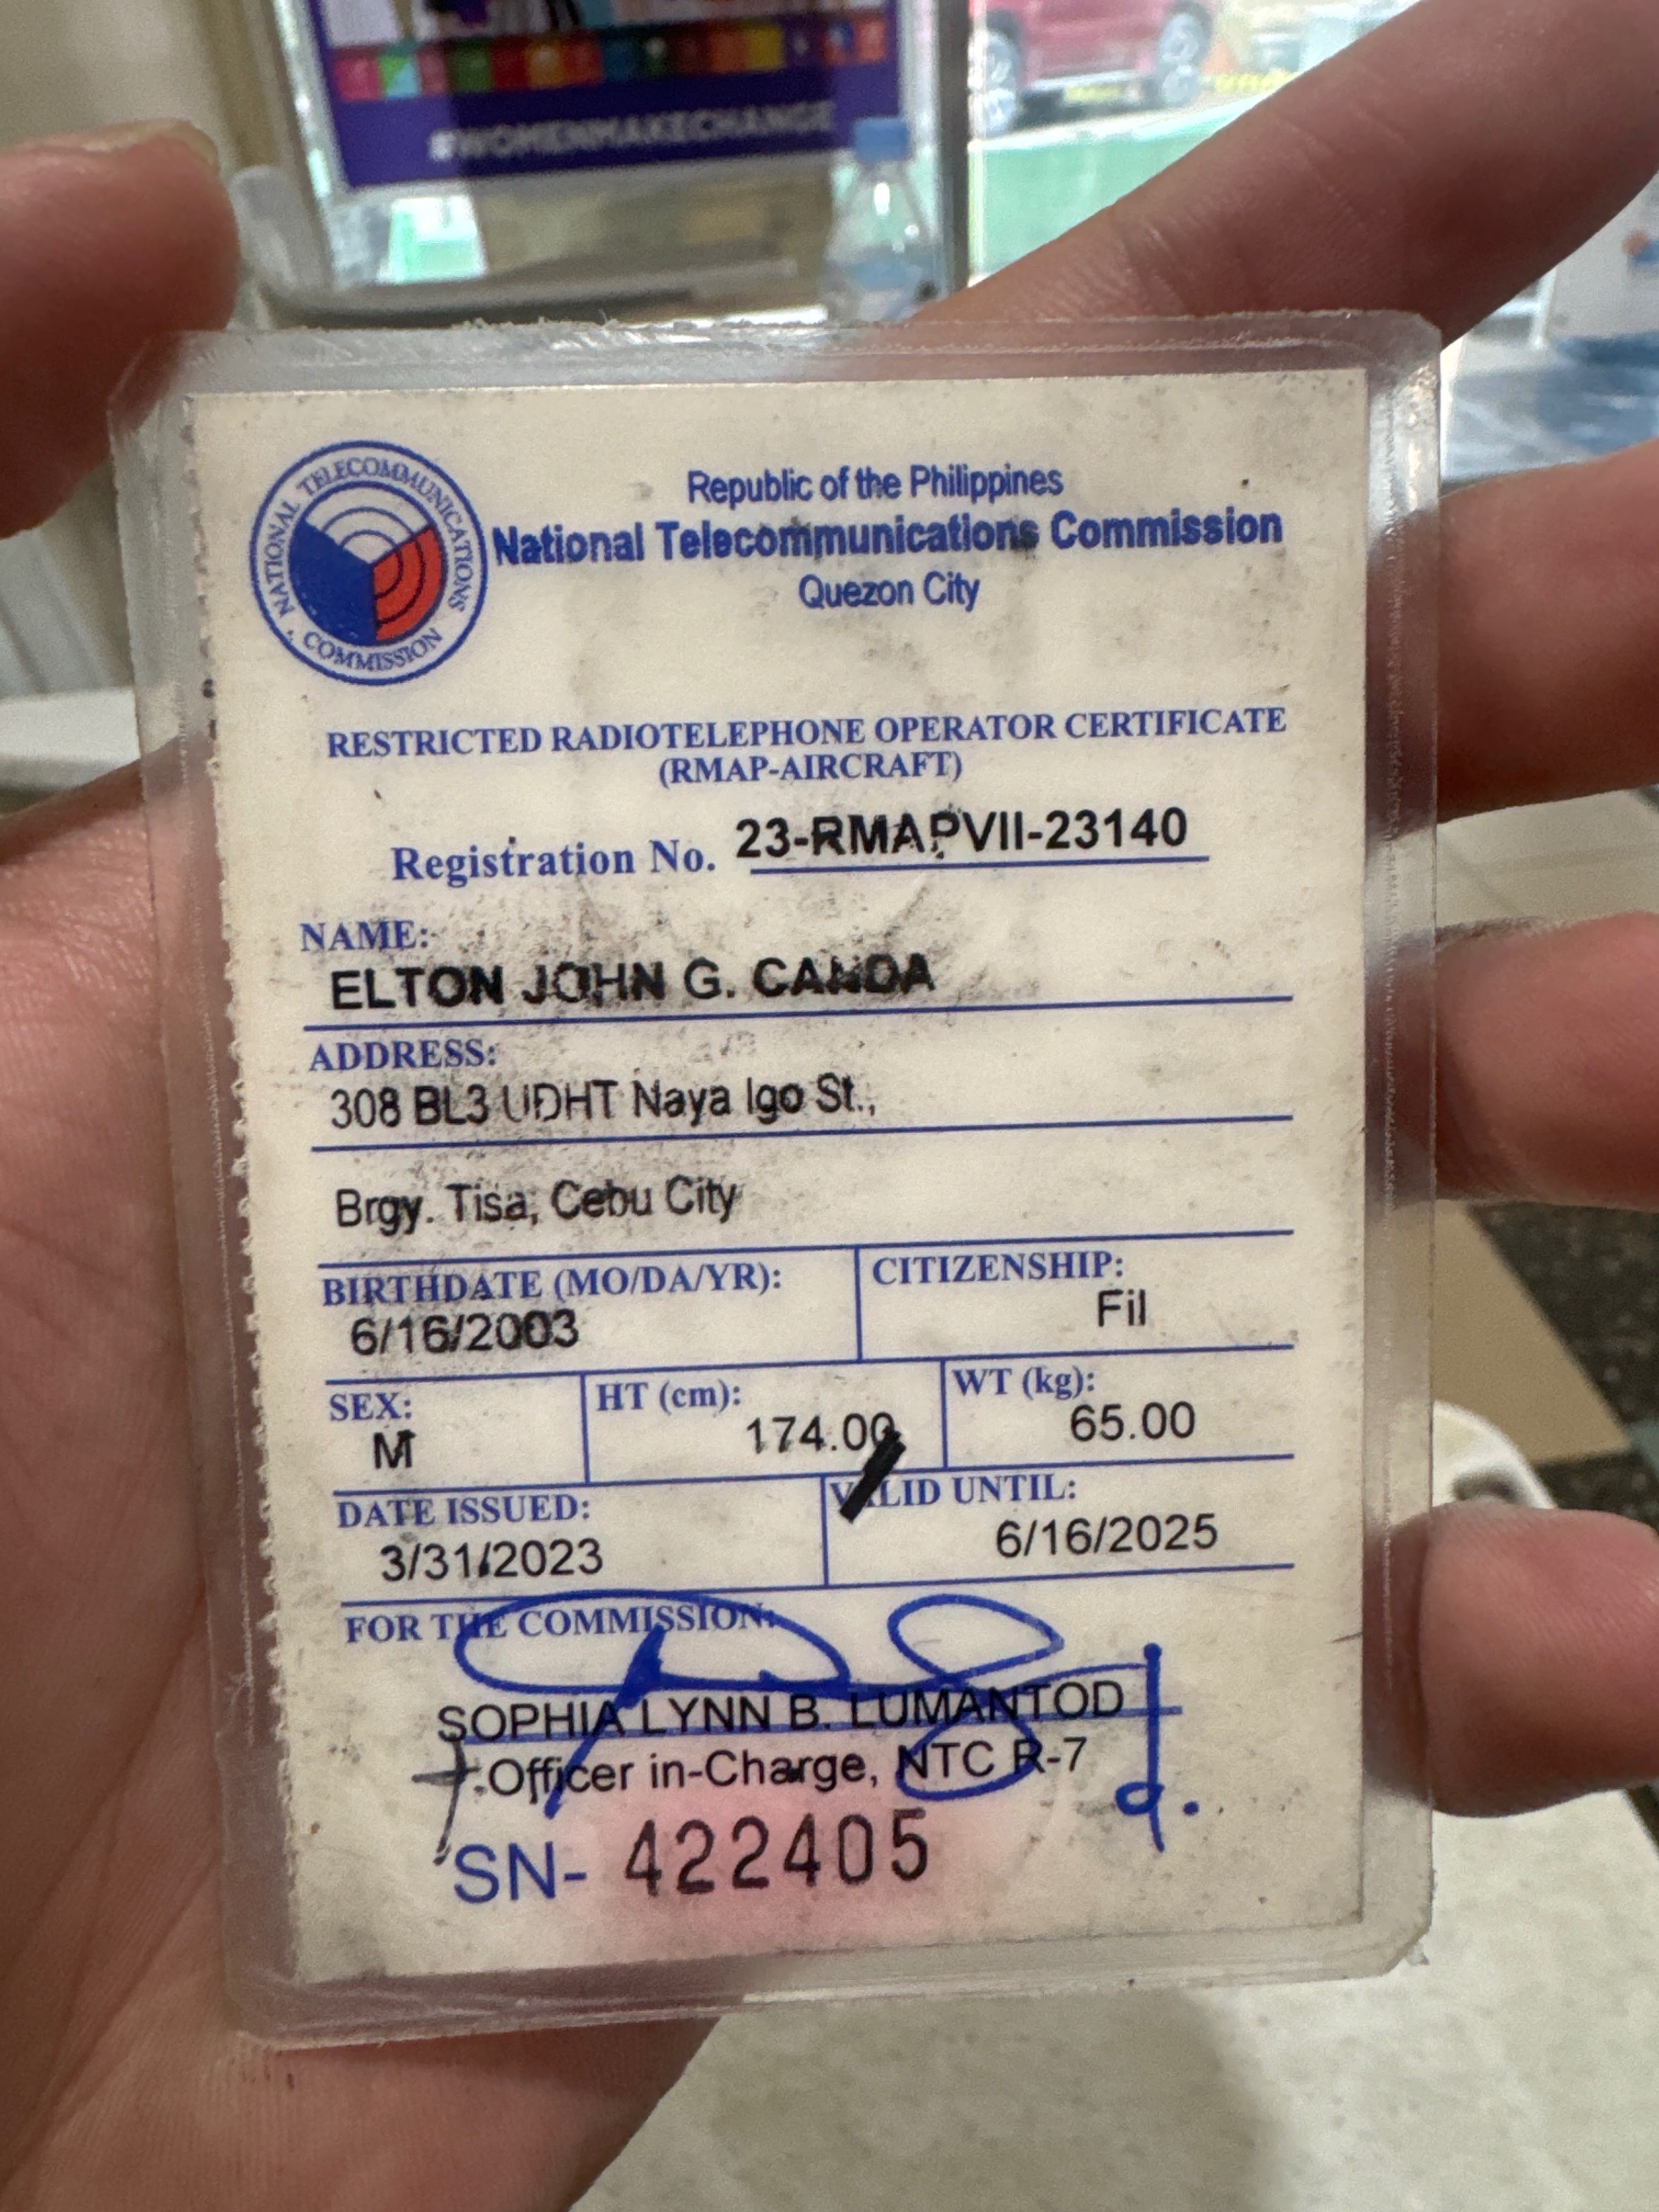 #WOMENMAKECHANGE
NATIONAL TELECOMMUNICATIONS COMMISSION
Republic of the Philippines
National Telecommunications Commission
Quezon City
RESTRICTED RADIOTELEPHONE OPERATOR CERTIFICATE
(RMAP-AIRCRAFT)
Registration No. 23-RMAPVII-23140
NAME:
ELTON JOHN G. CANDA
ADDRESS:
308 BL3 UDHT Naya Igo St.,
Brgy. Tisa, Cebu City
BIRTHDATE (MO/DA/YR): CITIZENSHIP:
6/16/2003 Fil
SEX: HT (cm): WT (kg):
M 174.00 65.00
DATE ISSUED: VALID UNTIL:
3/31/2023 6/16/2025
FOR THE COMMISSION:
SOPHIA LYNN B. LUMANTOD
Officer in-Charge, NTC R-7
SN- 422405